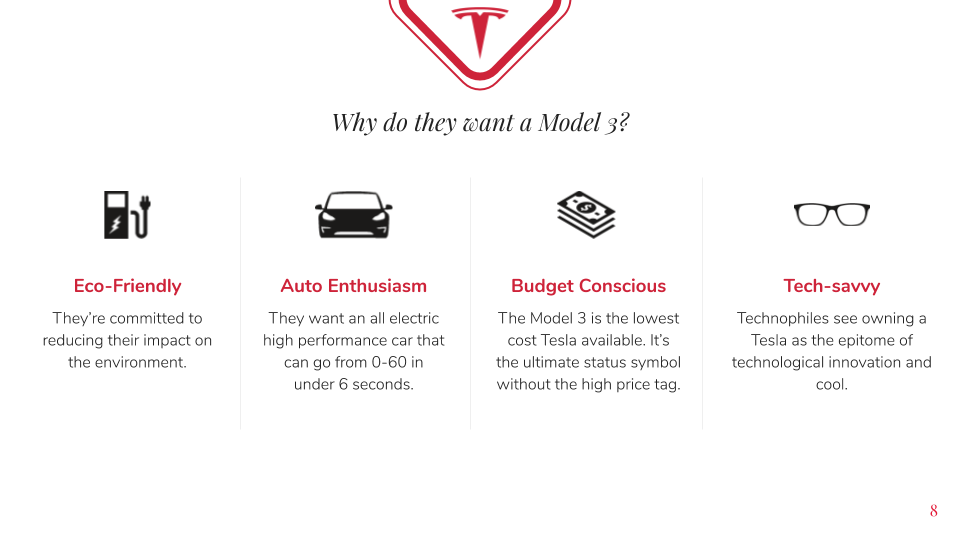 Why do they want a Model 3?
Eco-Friendly
They’re committed to
reducing their impact on
the environment.
Auto Enthusiasm
They want an all electric
high performance car that
can go from 0-60 in
under 6 seconds.
Budget Conscious
The Model 3 is the lowest
cost Tesla available. It’s
the ultimate status symbol
without the high price tag.
Tech-savvy
Technophiles see owning a
Tesla as the epitome of
technological innovation and
cool.
8